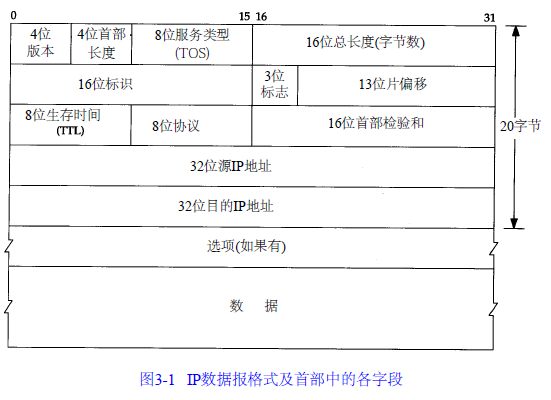 0 15 16 31
4位 4位首部 8位服务类型 16位总长度(字节数)
版本 长度 (TOS)
16位标识 3位 13位片偏移
标志
8位生存时间 8位协议 16位首部检验和 20字节
(TTL)
32位源IP地址
32位目的IP地址
选项(如果有)
数 据
图3-1 IP数据报格式及首部中的各字段